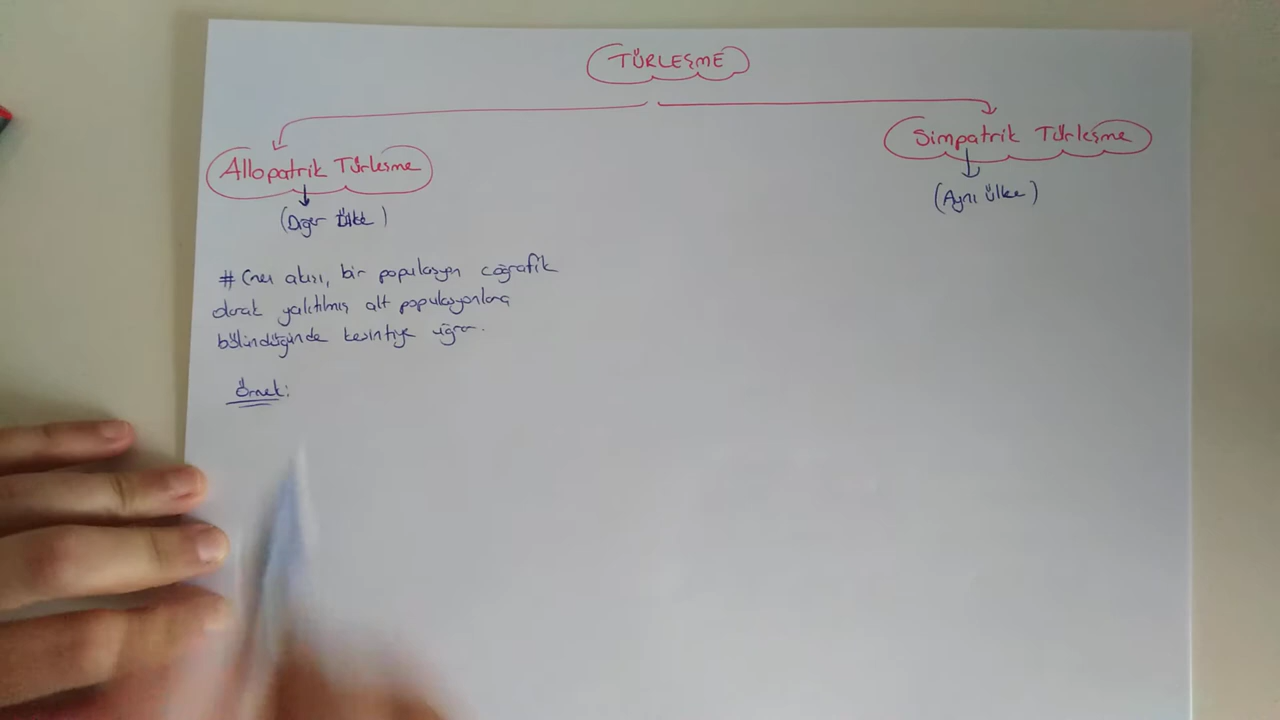 TÜRLEŞME
Allopatrik Türleşme
(Diğer Ülke)
# Gen akışı, bir populasyon coğrafik
olarak yalıtılmış alt populasyonlara
bölündüğünde kesintiye uğrar.
Örnek:
Simpatrik Türleşme
(Aynı Ülke)